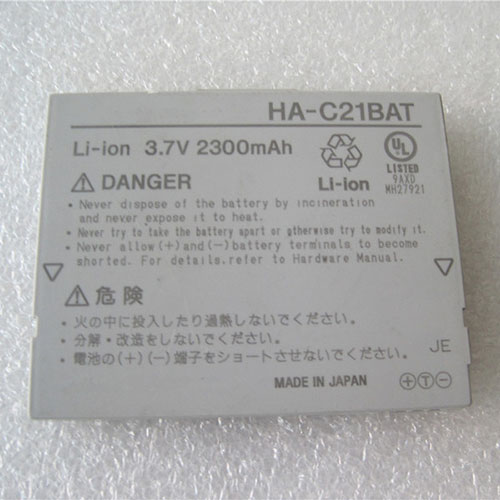 HA-C21BAT
Li-ion 3.7V 2300mAh
Li-ion
UL
LISTED
9AXD
MH27921
⚠ DANGER
•Never dispose of the battery by incineration
and never expose it to heat.
•Never try to take the battery apart or otherwise try to modify it.
•Never allow (+) and (-) battery terminals to become
shorted. For details, refer to Hardware Manual.
⚠ 危険
・火の中に投入したり過熱しないでください。
・分解・改造をしないでください。
・電池の(+)(-)端子をショートさせないでください。
JE
MADE IN JAPAN
+ T -